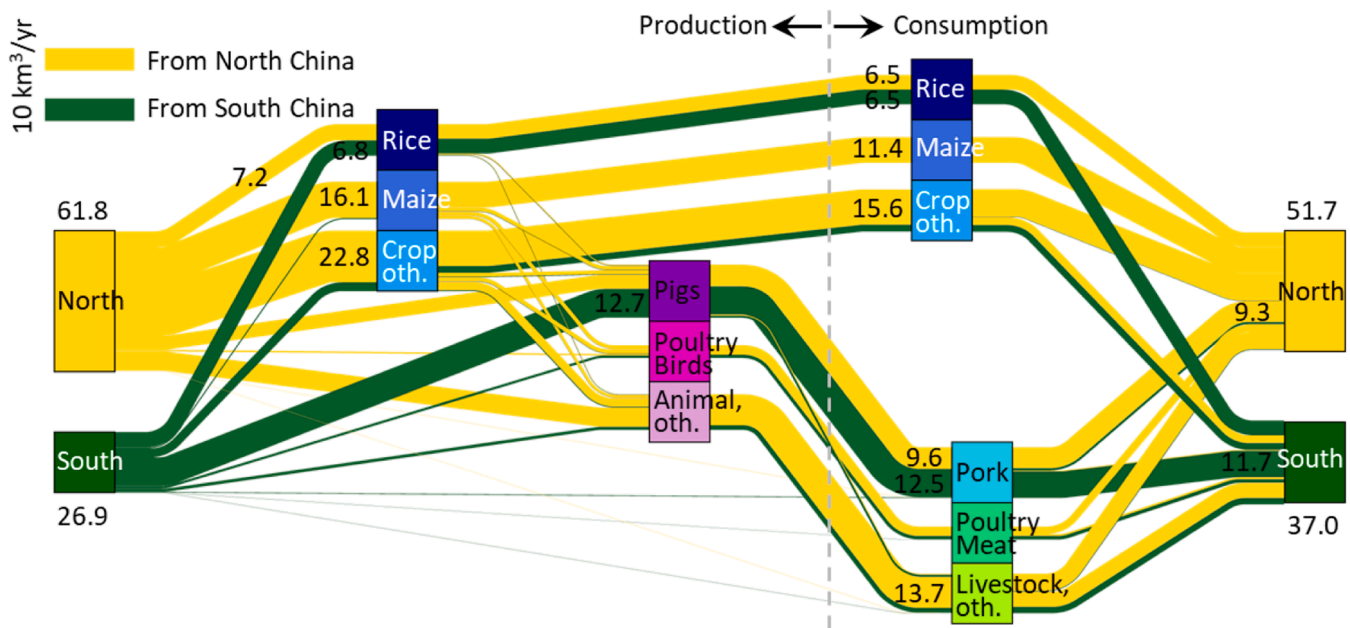 Production
Consumption
10 km³/yr
From North China
From South China
6.5
6.5
Rice
Rice
6.8
7.2
11.4
Maize
16.1
Maize
61.8
15.6
Crop
oth.
51.7
22.8
Crop
oth.
North
12.7
Pigs
North
9.3
Poultry
Birds
Animal,
oth.
South
26.9
9.6
12.5
Pork
11.7
South
37.0
Poultry
Meat
13.7
Livestock,
oth.